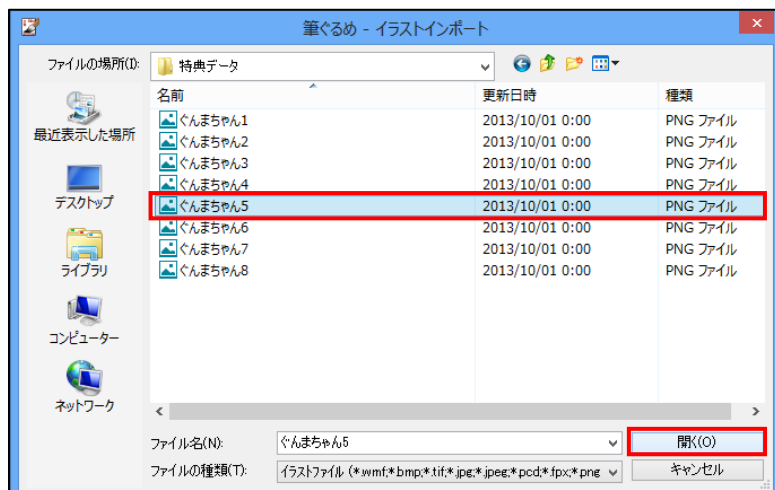 筆ぐるめ - イラストインポート
ファイルの場所(I): 特典データ
名前 更新日時 種類
ぐんまちゃん1 2013/10/01 0:00 PNG ファイル
ぐんまちゃん2 2013/10/01 0:00 PNG ファイル
ぐんまちゃん3 2013/10/01 0:00 PNG ファイル
ぐんまちゃん4 2013/10/01 0:00 PNG ファイル
ぐんまちゃん5 2013/10/01 0:00 PNG ファイル
ぐんまちゃん6 2013/10/01 0:00 PNG ファイル
ぐんまちゃん7 2013/10/01 0:00 PNG ファイル
ぐんまちゃん8 2013/10/01 0:00 PNG ファイル
最近表示した場所
デスクトップ
ライブラリ
コンピューター
ネットワーク
ファイル名(N): ぐんまちゃん5 開く(O)
ファイルの種類(T): イラストファイル (*.wmf;*.bmp;*.tif;*.jpg;*.jpeg;*.pcd;*.fpx;*.png キャンセル